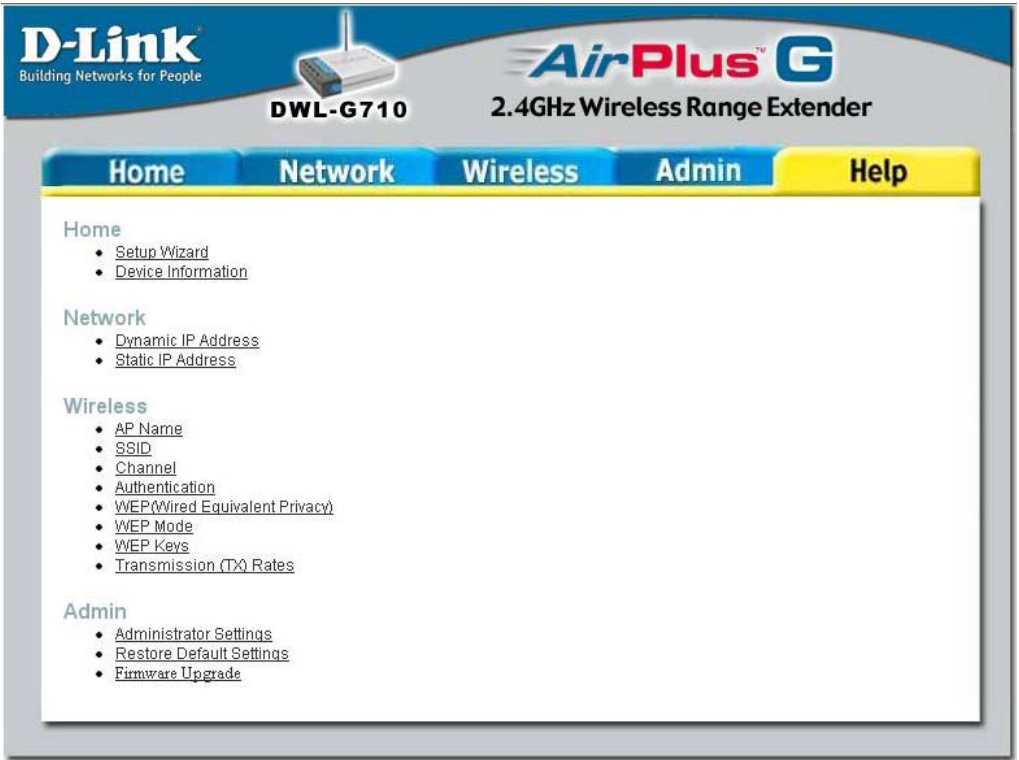 D-Link
Building Networks for People
DWL-G710
AirPlus™ G
2.4GHz Wireless Range Extender
Home Network Wireless Admin Help
Home
• Setup Wizard
• Device Information
Network
• Dynamic IP Address
• Static IP Address
Wireless
• AP Name
• SSID
• Channel
• Authentication
• WEP(Wired Equivalent Privacy)
• WEP Mode
• WEP Keys
• Transmission (TX) Rates
Admin
• Administrator Settings
• Restore Default Settings
• Firmware Upgrade